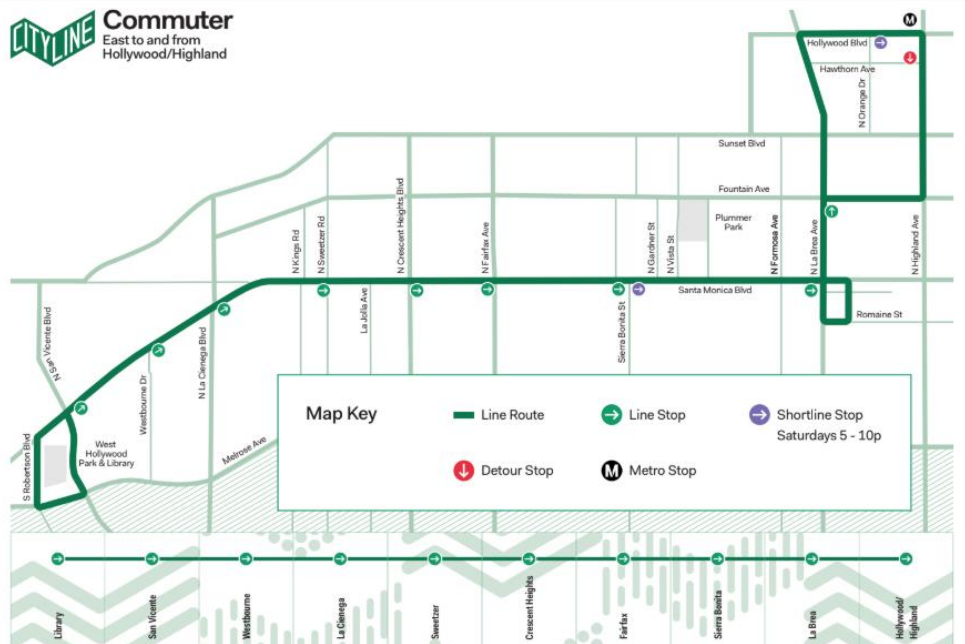 CITYLINE
Commuter
East to and from
Hollywood/Highland
M
Hollywood Blvd
Hawthorn Ave
N Orange Dr
Sunset Blvd
Fountain Ave
Plummer
Park
N Kings Rd
N Sweetzer Rd
N Crescent Heights Blvd
N Fairfax Ave
N Gardner St
N Vista St
N Formosa Ave
N La Brea Ave
N Highland Ave
Santa Monica Blvd
Romaine St
La Jolla Ave
Sierra Bonita St
N San Vicente Blvd
N La Cienega Blvd
Westbourne Dr
S Robertson Blvd
West
Hollywood
Park & Library
Melrose Ave
Map Key
Line Route
Line Stop
Shortline Stop
Saturdays 5 - 10p
Detour Stop
M Metro Stop
Library
San Vicente
Westbourne
La Cienega
Sweetzer
Crescent Heights
Fairfax
Sierra Bonita
La Brea
Hollywood/
Highland